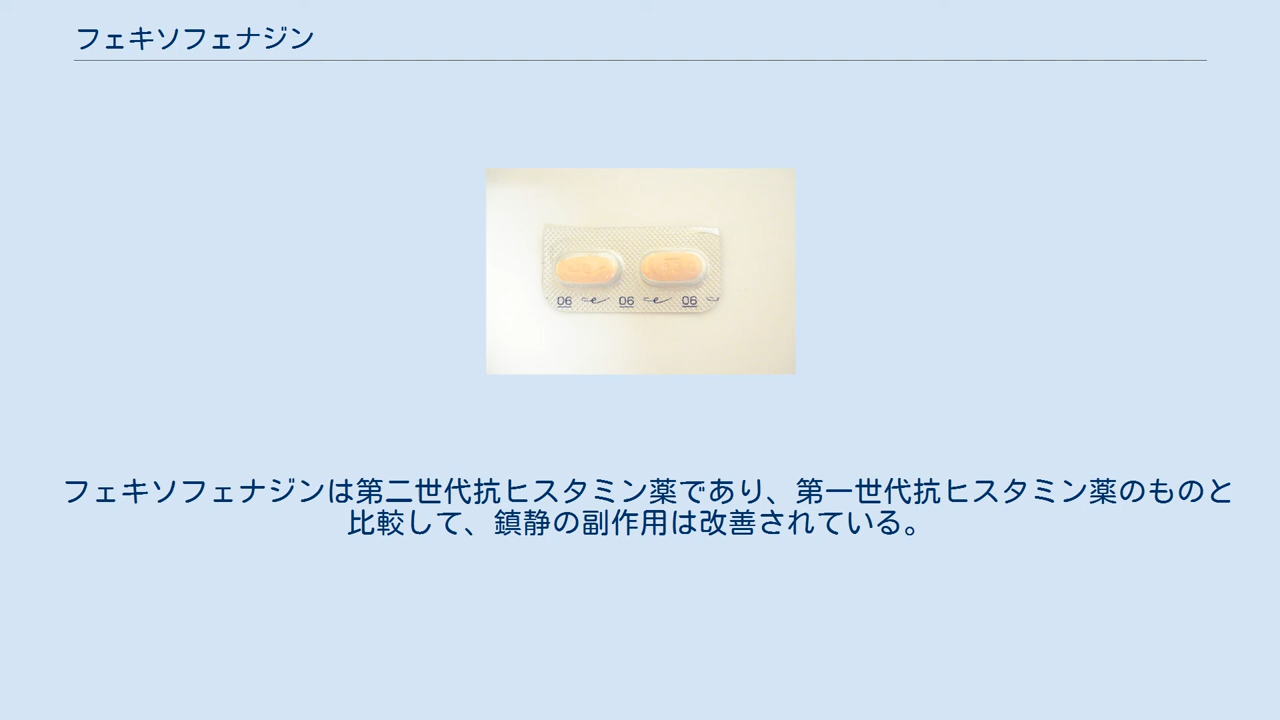 フェキソフェナジン
06 e 06 e 06
フェキソフェナジンは第二世代抗ヒスタミン薬であり、第一世代抗ヒスタミン薬のものと
比較して、鎮静の副作用は改善されている。